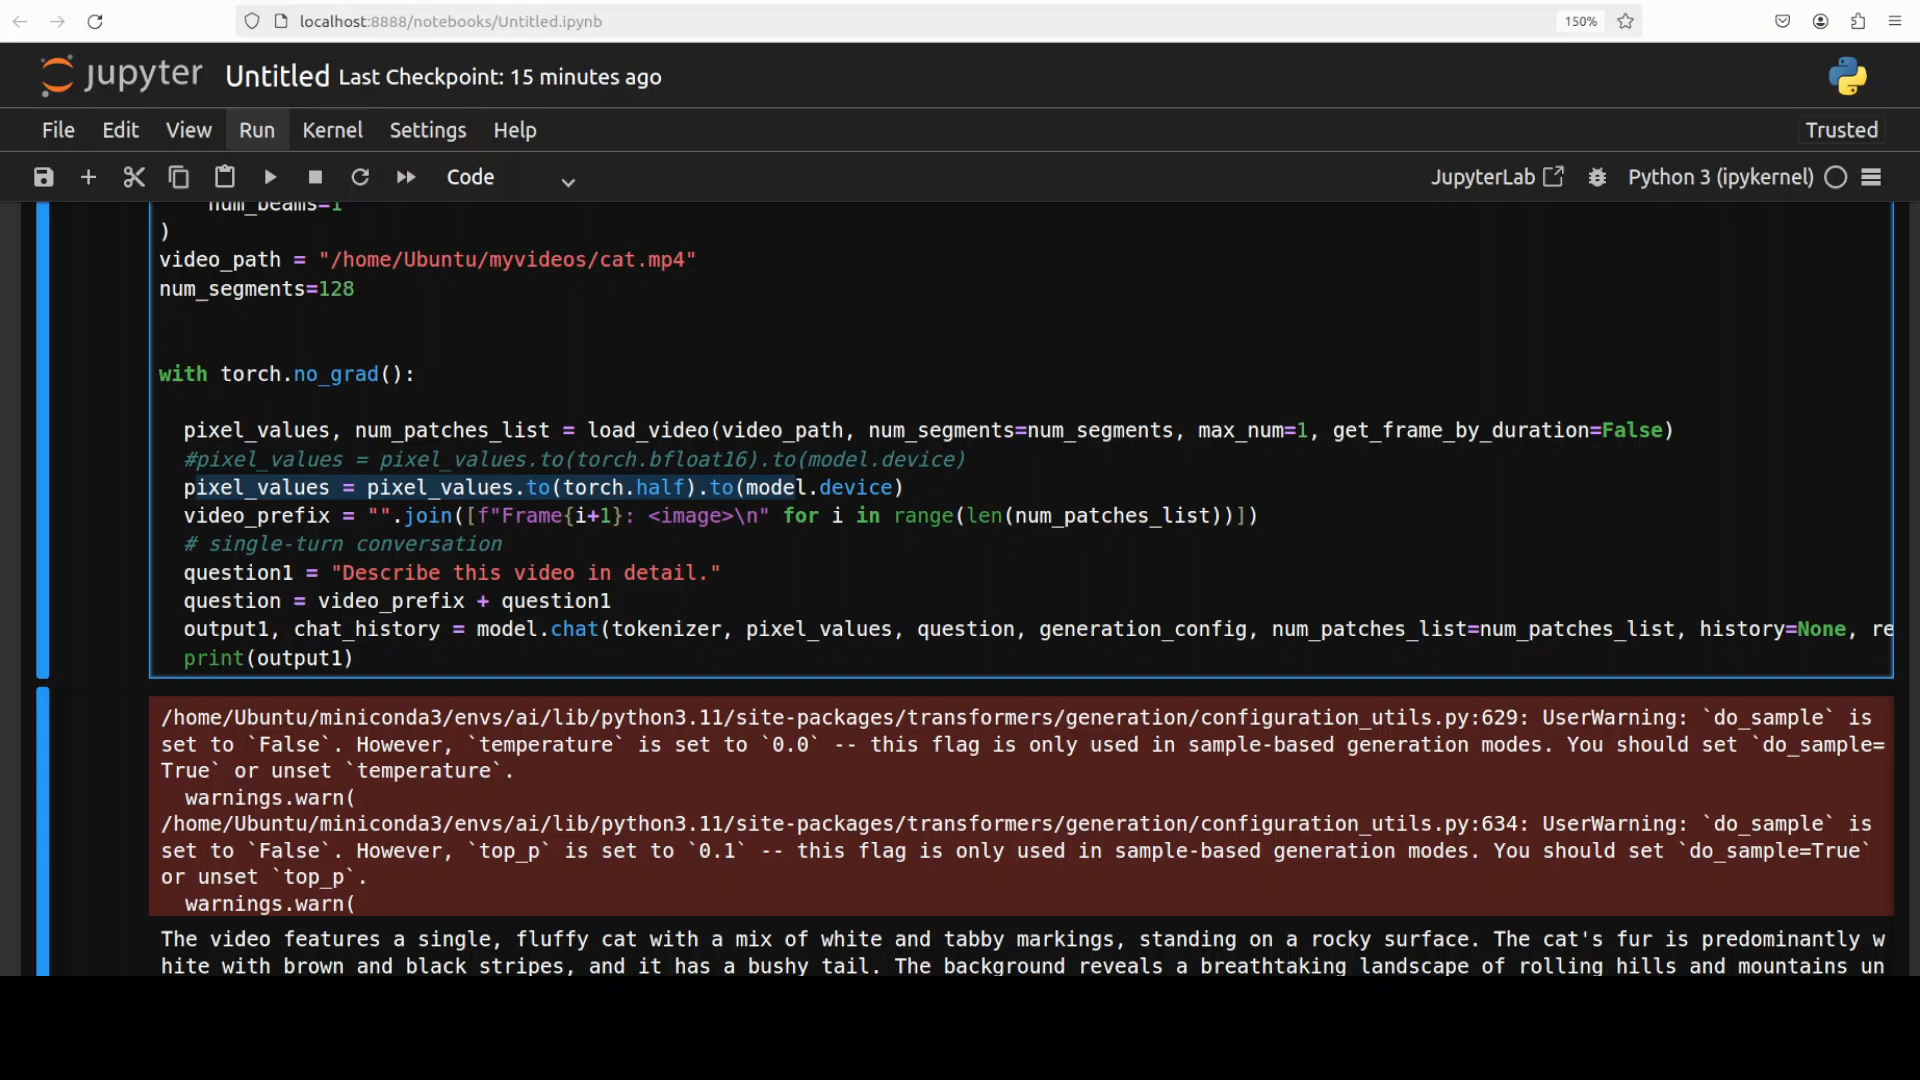 localhost:8888/notebooks/Untitled.ipynb
150%
jupyter
Untitled Last Checkpoint: 15 minutes ago
File Edit View Run Kernel Settings Help
Trusted
Code
JupyterLab
Python 3 (ipykernel)
num_beams=1
)
video_path = "/home/Ubuntu/myvideos/cat.mp4"
num_segments=128
with torch.no_grad():
pixel_values, num_patches_list = load_video(video_path, num_segments=num_segments, max_num=1, get_frame_by_duration=False)
#pixel_values = pixel_values.to(torch.bfloat16).to(model.device)
pixel_values = pixel_values.to(torch.half).to(model.device)
video_prefix = "".join([f"Frame{i+1}: <image>\n" for i in range(len(num_patches_list))])
# single-turn conversation
question1 = "Describe this video in detail."
question = video_prefix + question1
output1, chat_history = model.chat(tokenizer, pixel_values, question, generation_config, num_patches_list=num_patches_list, history=None, re
print(output1)
/home/Ubuntu/miniconda3/envs/ai/lib/python3.11/site-packages/transformers/generation/configuration_utils.py:629: UserWarning: `do_sample` is
set to `False`. However, `temperature` is set to `0.0` -- this flag is only used in sample-based generation modes. You should set `do_sample=
True` or unset `temperature`.
warnings.warn(
/home/Ubuntu/miniconda3/envs/ai/lib/python3.11/site-packages/transformers/generation/configuration_utils.py:634: UserWarning: `do_sample` is
set to `False`. However, `top_p` is set to `0.1` -- this flag is only used in sample-based generation modes. You should set `do_sample=True`
or unset `top_p`.
warnings.warn(
The video features a single, fluffy cat with a mix of white and tabby markings, standing on a rocky surface. The cat's fur is predominantly w
hite with brown and black stripes, and it has a bushy tail. The background reveals a breathtaking landscape of rolling hills and mountains un